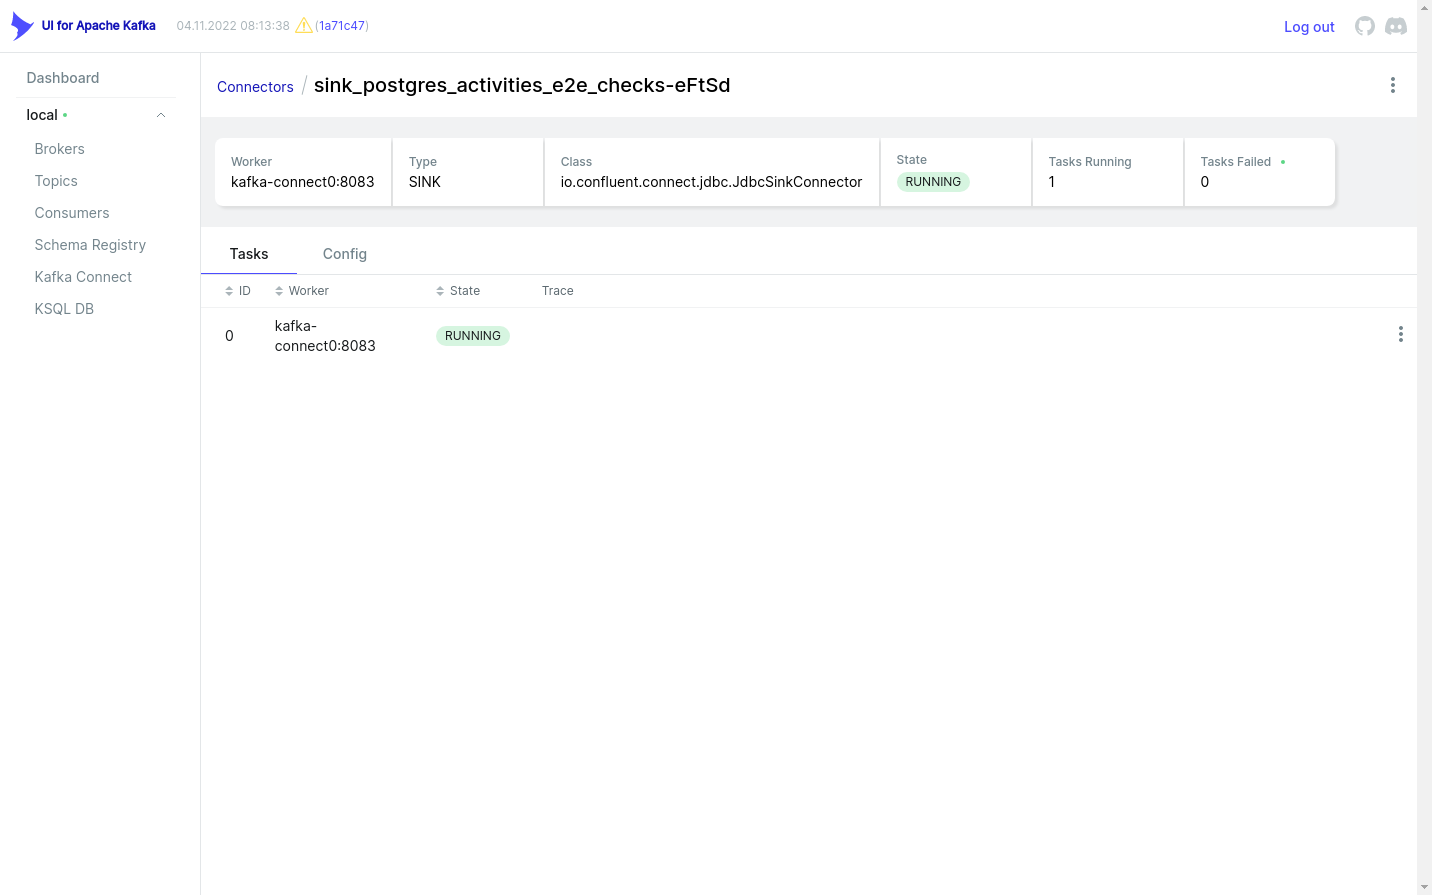 UI for Apache Kafka 04.11.2022 08:13:38 (1a71c47) Log out
Dashboard
local
Brokers
Topics
Consumers
Schema Registry
Kafka Connect
KSQL DB
Connectors / sink_postgres_activities_e2e_checks-eFtSd
Worker Type Class State Tasks Running Tasks Failed
kafka-connect0:8083 SINK io.confluent.connect.jdbc.JdbcSinkConnector RUNNING 1 0
Tasks Config
ID Worker State Trace
0 kafka-
connect0:8083 RUNNING